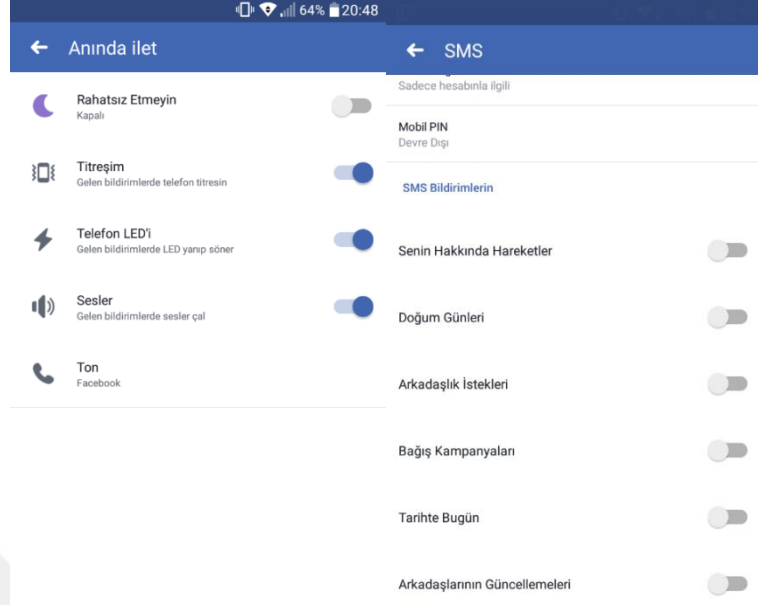 64% 20:48
Anında ilet
Rahatsız Etmeyin
Kapalı
Titreşim
Gelen bildirimlerde telefon titresin
Telefon LED'i
Gelen bildirimlerde LED yanıp söner
Sesler
Gelen bildirimlerde sesler çal
Ton
Facebook
SMS
Sadece hesabınla ilgili
Mobil PIN
Devre Dışı
SMS Bildirimlerin
Senin Hakkında Hareketler
Doğum Günleri
Arkadaşlık İstekleri
Bağış Kampanyaları
Tarihte Bugün
Arkadaşlarının Güncellemeleri